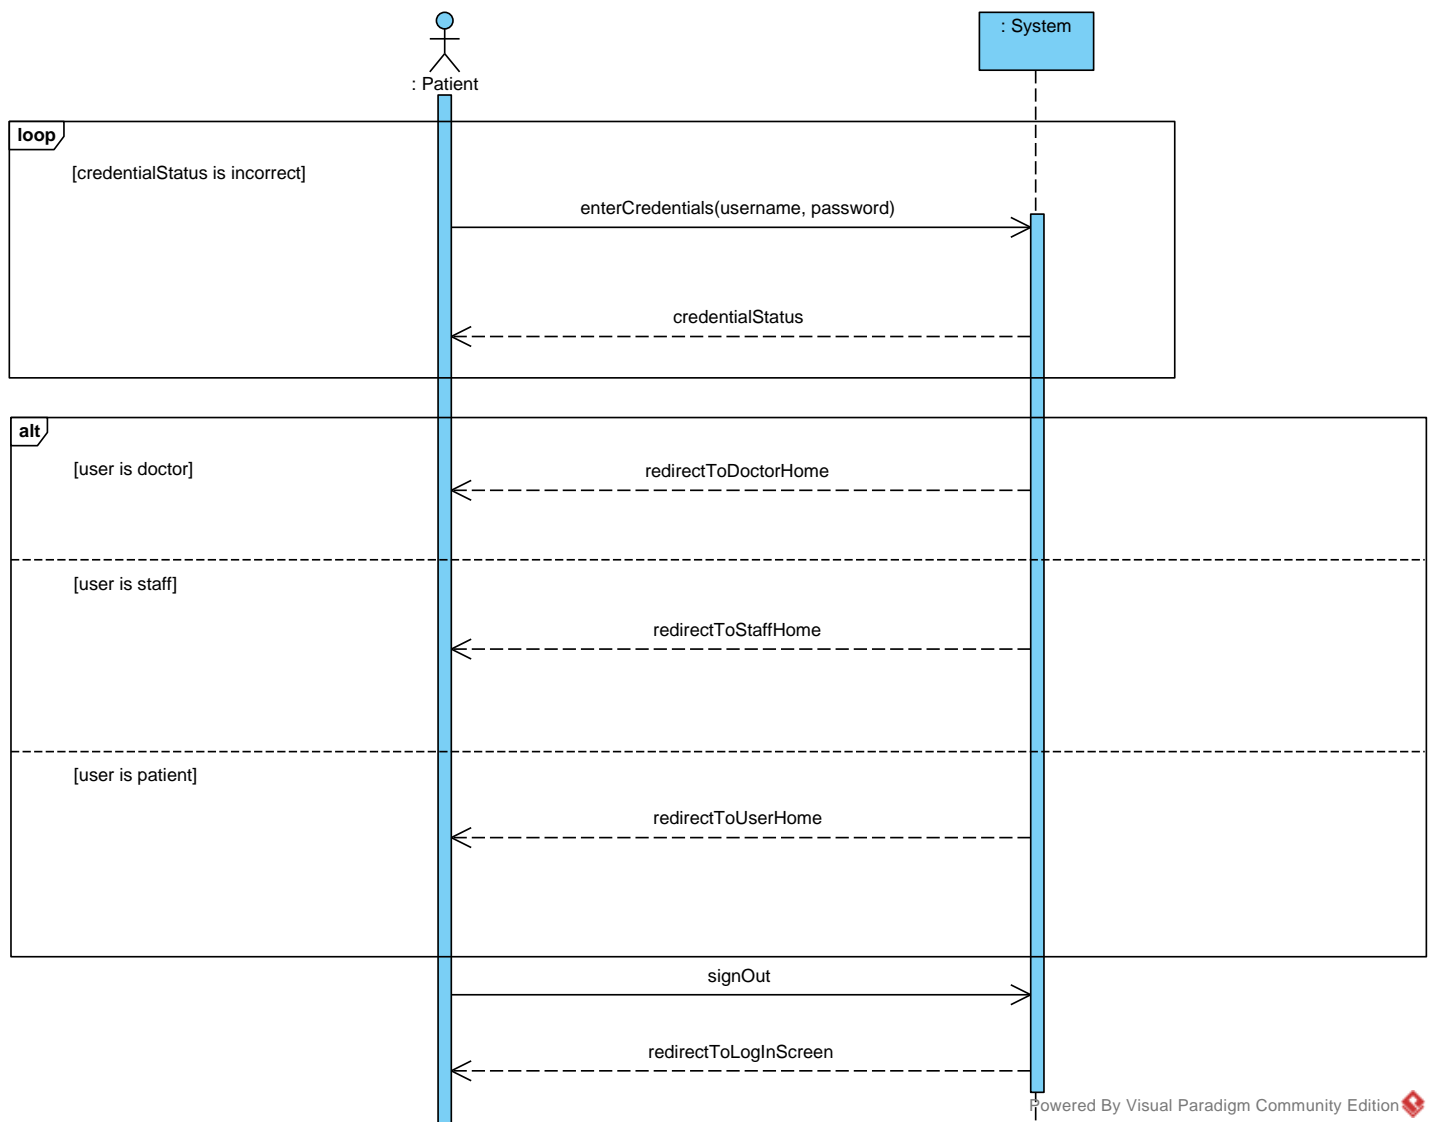 : System
: Patient
loop
[credentialStatus is incorrect]
enterCredentials(username, password)
credentialStatus
alt
[user is doctor]
redirectToDoctorHome
[user is staff]
redirectToStaffHome
[user is patient]
redirectToUserHome
signOut
redirectToLogInScreen
Powered By Visual Paradigm Community Edition